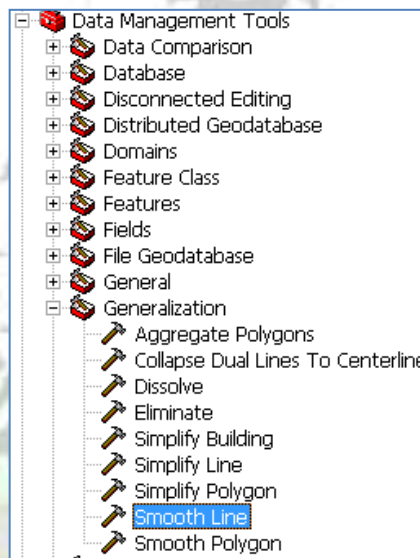 Data Management Tools
Data Comparison
Database
Disconnected Editing
Distributed Geodatabase
Domains
Feature Class
Features
Fields
File Geodatabase
General
Generalization
Aggregate Polygons
Collapse Dual Lines To Centerline
Dissolve
Eliminate
Simplify Building
Simplify Line
Simplify Polygon
Smooth Line
Smooth Polygon